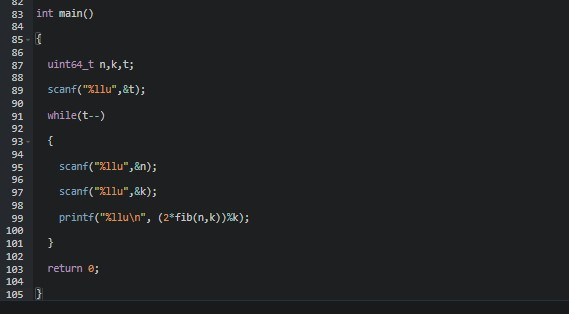 82
83 int main()
84
85 {
86
87 uint64_t n,k,t;
88
89 scanf("%llu",&t);
90
91 while(t--)
92
93 {
94
95 scanf("%llu",&n);
96
97 scanf("%llu",&k);
98
99 printf("%llu\n", (2*fib(n,k))%k);
100
101 }
102
103 return 0;
104
105 }